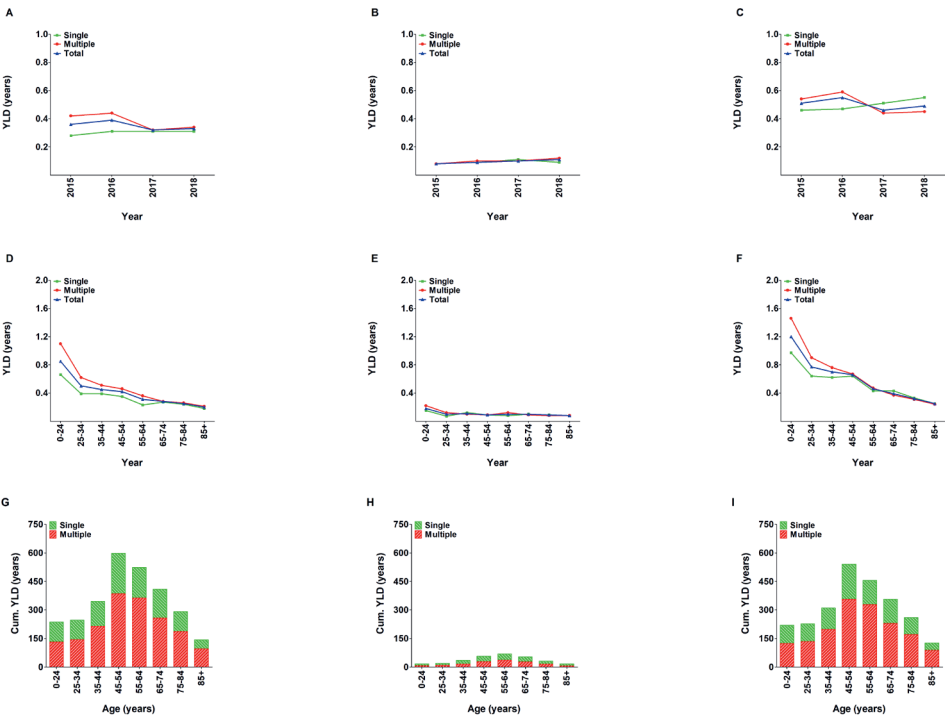 A
1.0
Single
Multiple
Total
0.8
0.6
0.4
0.2
YLD (years)
2015
2016
2017
2018
Year
B
1.0
Single
Multiple
Total
0.8
0.6
0.4
0.2
YLD (years)
2015
2016
2017
2018
Year
C
1.0
Single
Multiple
Total
0.8
0.6
0.4
0.2
YLD (years)
2015
2016
2017
2018
Year
D
2.0
Single
Multiple
Total
1.6
1.2
0.8
0.4
YLD (years)
0-24
25-34
35-44
45-54
55-64
65-74
75-84
85+
Year
E
2.0
Single
Multiple
Total
1.6
1.2
0.8
0.4
YLD (years)
0-24
25-34
35-44
45-54
55-64
65-74
75-84
85+
Year
F
2.0
Single
Multiple
Total
1.6
1.2
0.8
0.4
YLD (years)
0-24
25-34
35-44
45-54
55-64
65-74
75-84
85+
Year
G
750
Single
Multiple
600
450
300
150
0
Cum. YLD (years)
0-24
25-34
35-44
45-54
55-64
65-74
75-84
85+
Age (years)
H
750
Single
Multiple
600
450
300
150
0
Cum. YLD (years)
0-24
25-34
35-44
45-54
55-64
65-74
75-84
85+
Age (years)
I
750
Single
Multiple
600
450
300
150
0
Cum. YLD (years)
0-24
25-34
35-44
45-54
55-64
65-74
75-84
85+
Age (years)